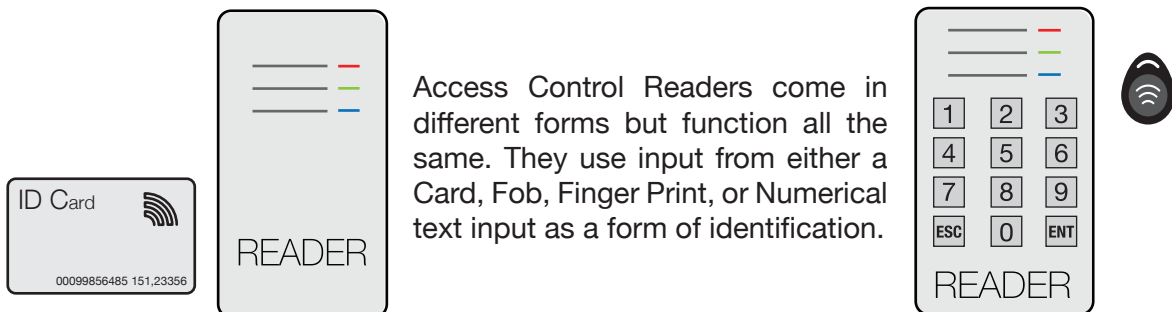 ID Card
00099856485 151,23356
READER
Access Control Readers come in
different forms but function all the
same. They use input from either a
Card, Fob, Finger Print, or Numerical
text input as a form of identification.
1 2 3
4 5 6
7 8 9
ESC 0 ENT
READER